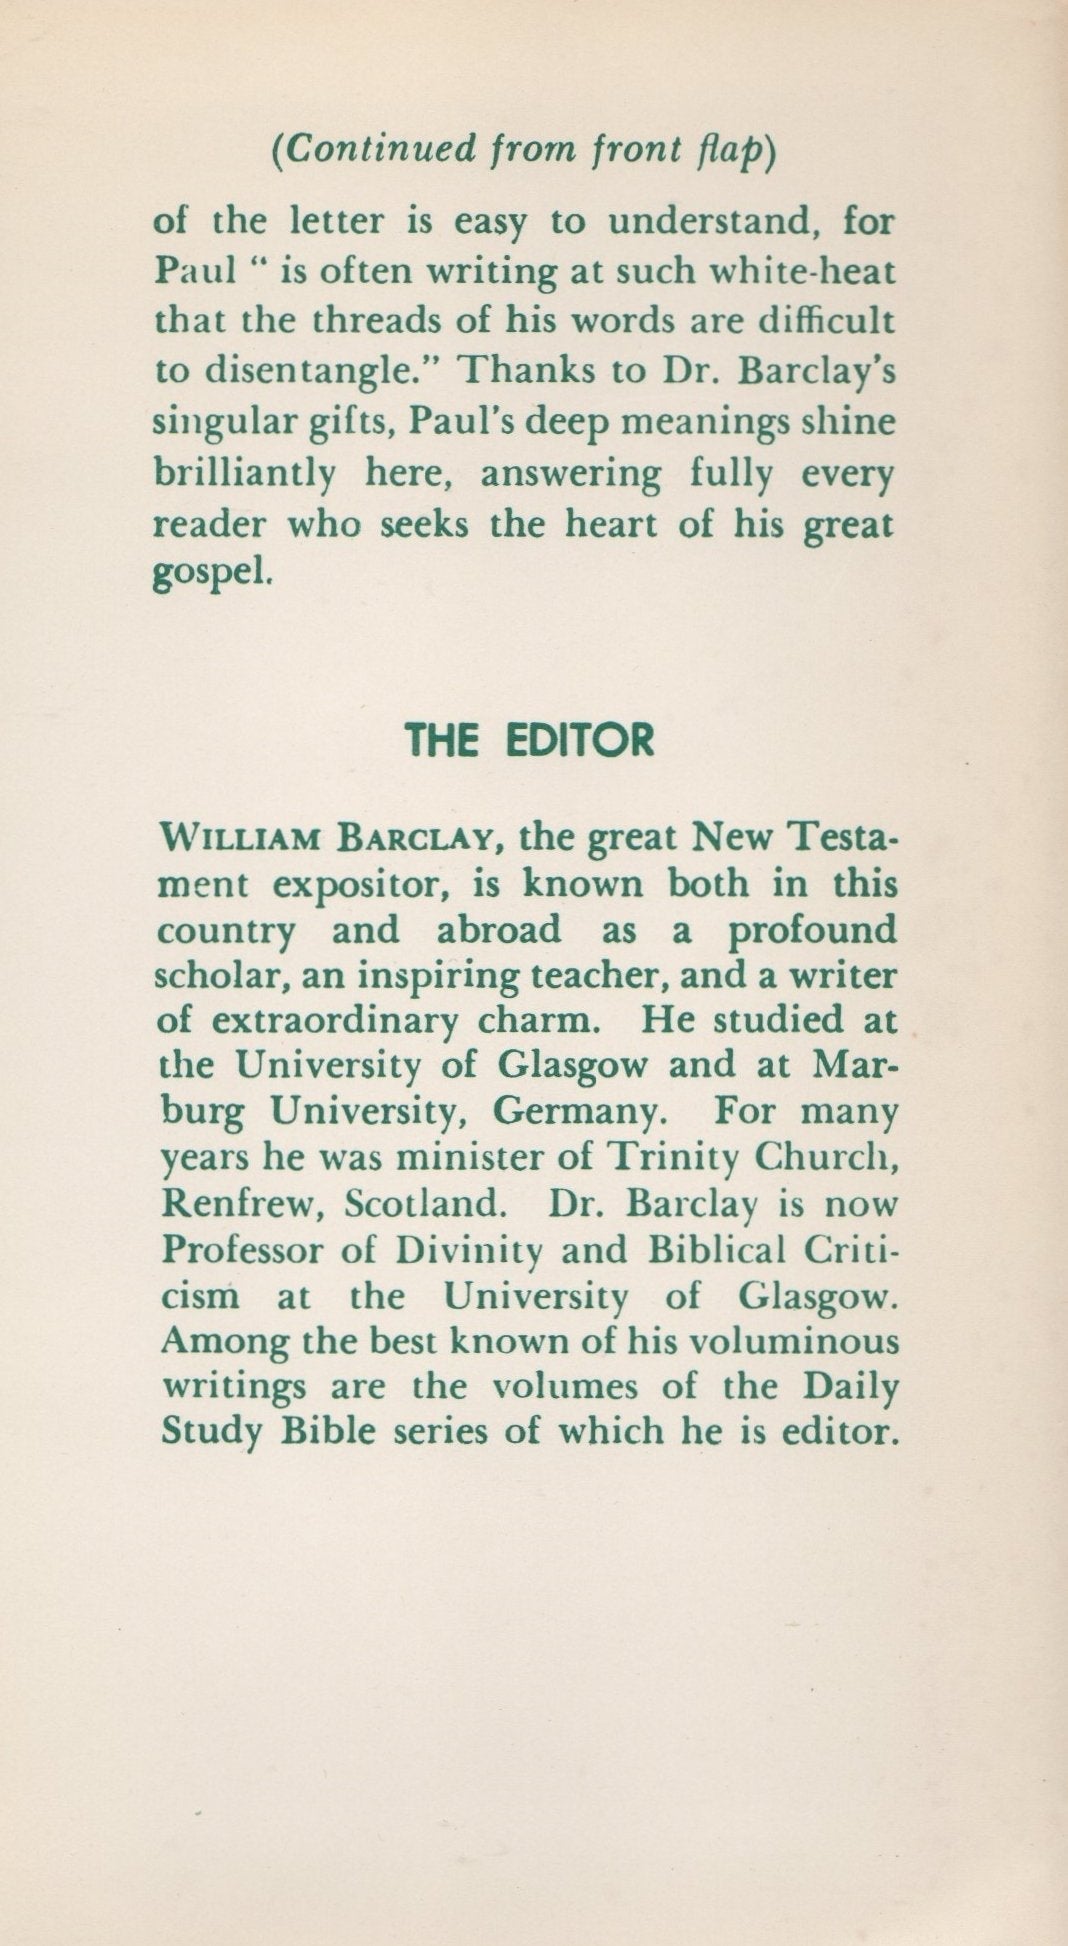 (Continued from front flap)
of the letter is easy to understand, for
Paul “ is often writing at such white-heat
that the threads of his words are difficult
to disentangle.” Thanks to Dr. Barclay’s
singular gifts, Paul’s deep meanings shine
brilliantly here, answering fully every
reader who seeks the heart of his great
gospel.
THE EDITOR
WILLIAM BARCLAY, the great New Testa-
ment expositor, is known both in this
country and abroad as a profound
scholar, an inspiring teacher, and a writer
of extraordinary charm. He studied at
the University of Glasgow and at Mar-
burg University, Germany. For many
years he was minister of Trinity Church,
Renfrew, Scotland. Dr. Barclay is now
Professor of Divinity and Biblical Criti-
cism at the University of Glasgow.
Among the best known of his voluminous
writings are the volumes of the Daily
Study Bible series of which he is editor.